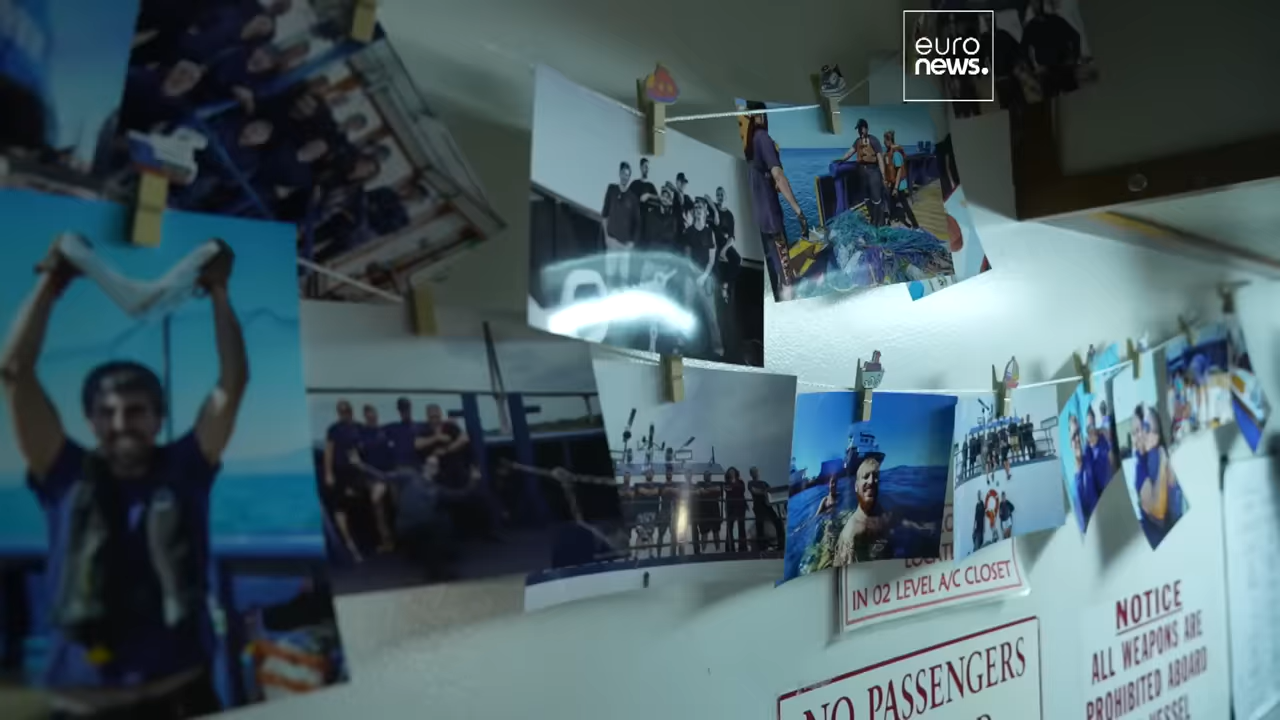 euro
news.
IN 02 LEVEL A/C CLOSET
NO PASSENGERS
NOTICE
ALL WEAPONS ARE
PROHIBITED ABOARD